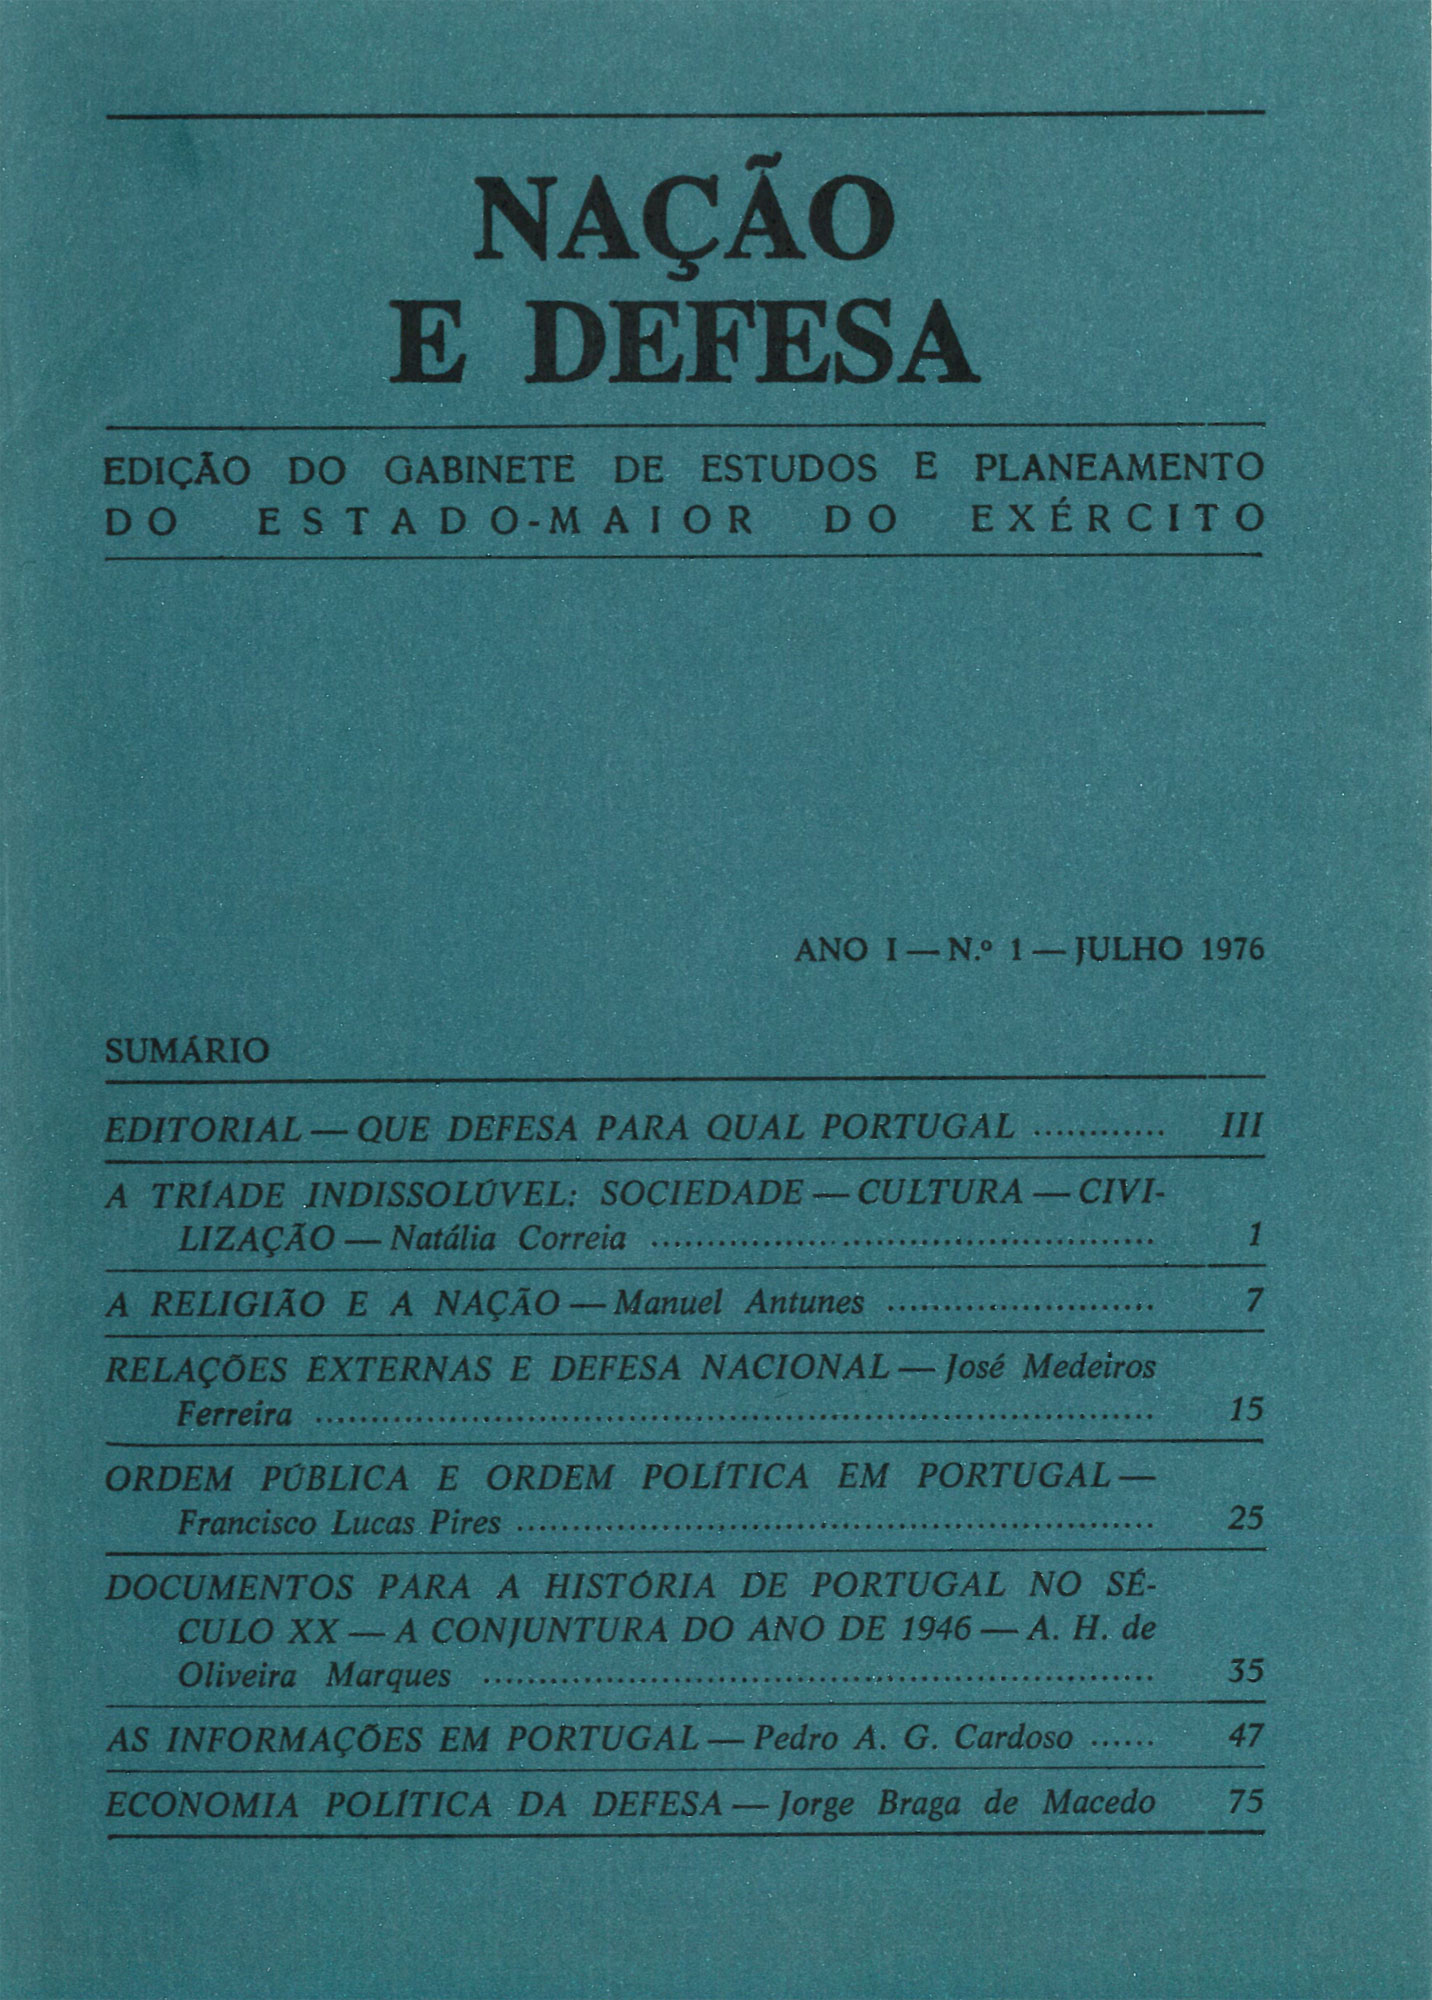 NAÇÃO
E DEFESA
EDIÇÃO DO GABINETE DE ESTUDOS E PLANEAMENTO
DO ESTADO-MAIOR DO EXÉRCITO
ANO I — N.º 1 — JULHO 1976
SUMÁRIO
EDITORIAL — QUE DEFESA PARA QUAL PORTUGAL ............ III
A TRÍADE INDISSOLÚVEL: SOCIEDADE — CULTURA — CIVI-
LIZAÇÃO — Natália Correia ............................................ 1
A RELIGIÃO E A NAÇÃO — Manuel Antunes ........................ 7
RELAÇÕES EXTERNAS E DEFESA NACIONAL — José Medeiros
Ferreira ............................................................................ 15
ORDEM PÚBLICA E ORDEM POLÍTICA EM PORTUGAL —
Francisco Lucas Pires .......................................................... 25
DOCUMENTOS PARA A HISTÓRIA DE PORTUGAL NO SÉ-
CULO XX — A CONJUNTURA DO ANO DE 1946 — A. H. de
Oliveira Marques .............................................................. 35
AS INFORMAÇÕES EM PORTUGAL — Pedro A. G. Cardoso ...... 47
ECONOMIA POLÍTICA DA DEFESA — Jorge Braga de Macedo 75